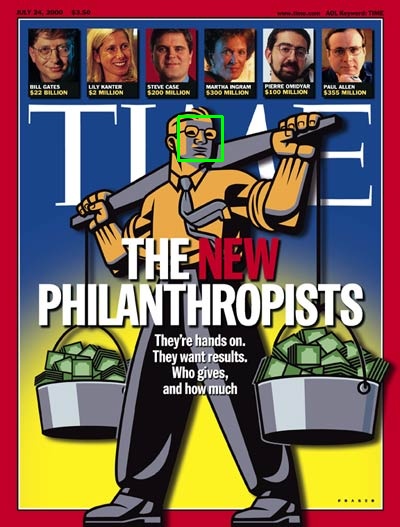 JULY 24, 2000 $3.50 www.time.com AOL Keyword: TIME
BILL GATES
$22 BILLION
LILY KANTER
$2 MILLION
STEVE CASE
$200 MILLION
MARTHA INGRAM
$300 MILLION
PIERRE OMIDYAR
$100 MILLION
PAUL ALLEN
$355 MILLION
TIME
THE NEW
PHILANTHROPISTS
They're hands on.
They want results.
Who gives,
and how much
FRASER